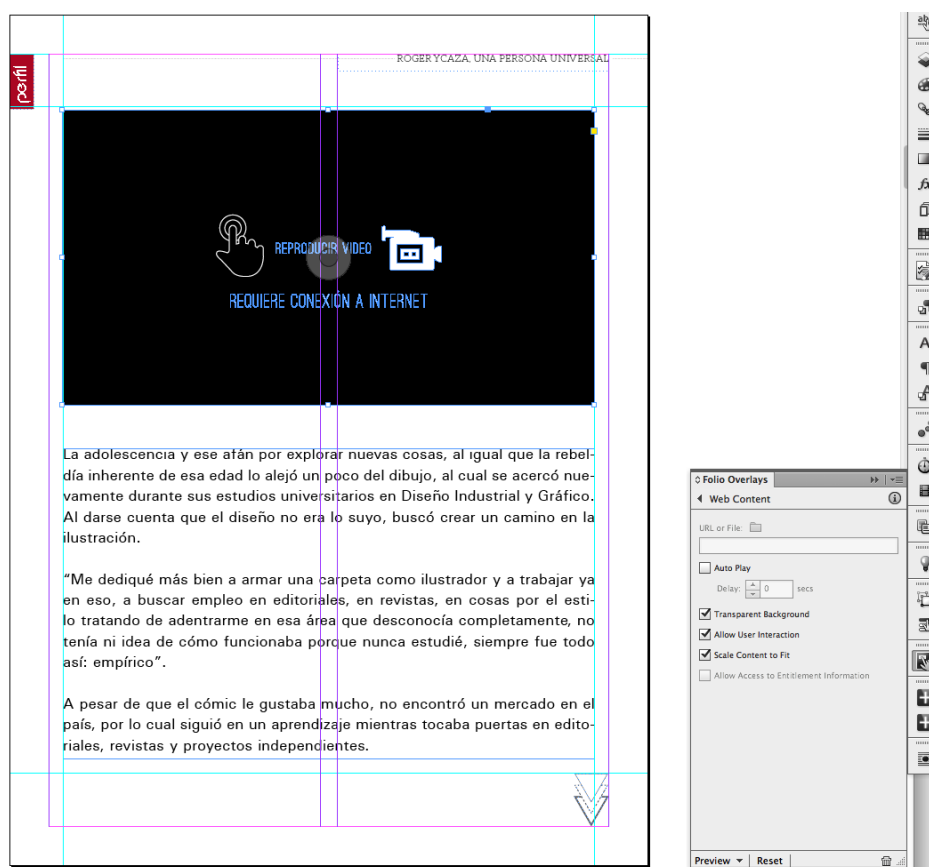 ROGER YCAZA, UNA PERSONA UNIVERSAL
perfil
REPRODUCIR VIDEO
REQUIERE CONEXIÓN A INTERNET
La adolescencia y ese afán por explorar nuevas cosas, al igual que la rebel-
día inherente de esa edad lo alejó un poco del dibujo, al cual se acercó nue-
vamente durante sus estudios universitarios en Diseño Industrial y Gráfico.
Al darse cuenta que el diseño no era lo suyo, buscó crear un camino en la
ilustración.
“Me dediqué más bien a armar una carpeta como ilustrador y a trabajar ya
en eso, a buscar empleo en editoriales, en revistas, en cosas por el esti-
lo tratando de adentrarme en esa área que desconocía completamente, no
tenía ni idea de cómo funcionaba porque nunca estudié, siempre fue todo
así: empírico”.
A pesar de que el cómic le gustaba mucho, no encontró un mercado en el
país, por lo cual siguió en un aprendizaje mientras tocaba puertas en edito-
riales, revistas y proyectos independientes.
Folio Overlays
Web Content
URL or File:
Auto Play
Delay: 0 secs
Transparent Background
Allow User Interaction
Scale Content to Fit
Allow Access to Entitlement Information
Preview
Reset